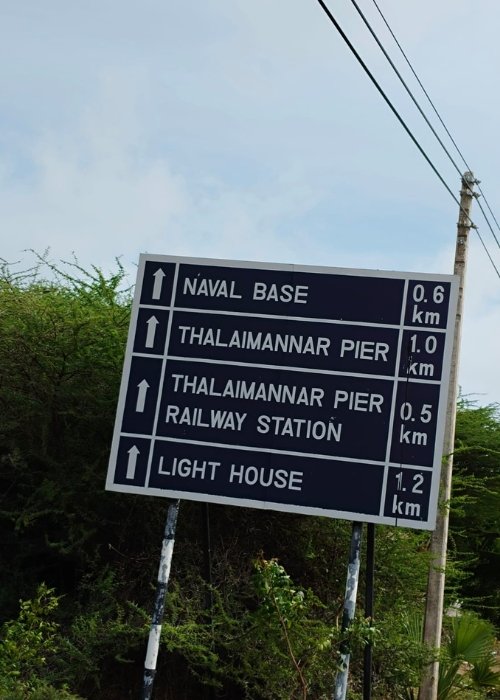 ↑ NAVAL BASE 0.6 km
↑ THALAIMANNAR PIER 1.0 km
↑ THALAIMANNAR PIER
RAILWAY STATION 0.5 km
↑ LIGHT HOUSE 1.2 km